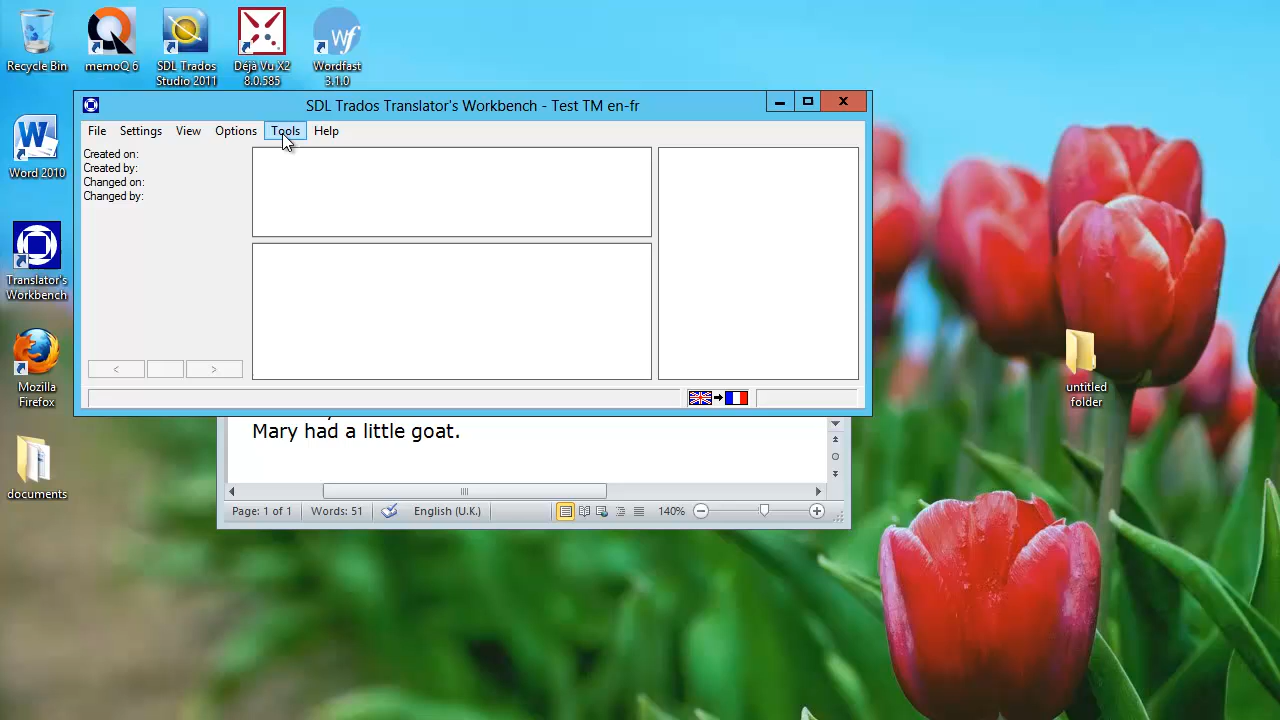 Recycle Bin
memoQ 6
SDL Trados
Studio 2011
Déjà Vu X2
8.0.585
wf
Wordfast
3.1.0
SDL Trados Translator's Workbench - Test TM en-fr
File Settings View Options Tools Help
Created on:
Created by:
Changed on:
Changed by:
< >
W
Word 2010
Translator's
Workbench
Mozilla
Firefox
documents
untitled
folder
Mary had a little goat.
Page: 1 of 1 Words: 51 English (U.K.) 140%